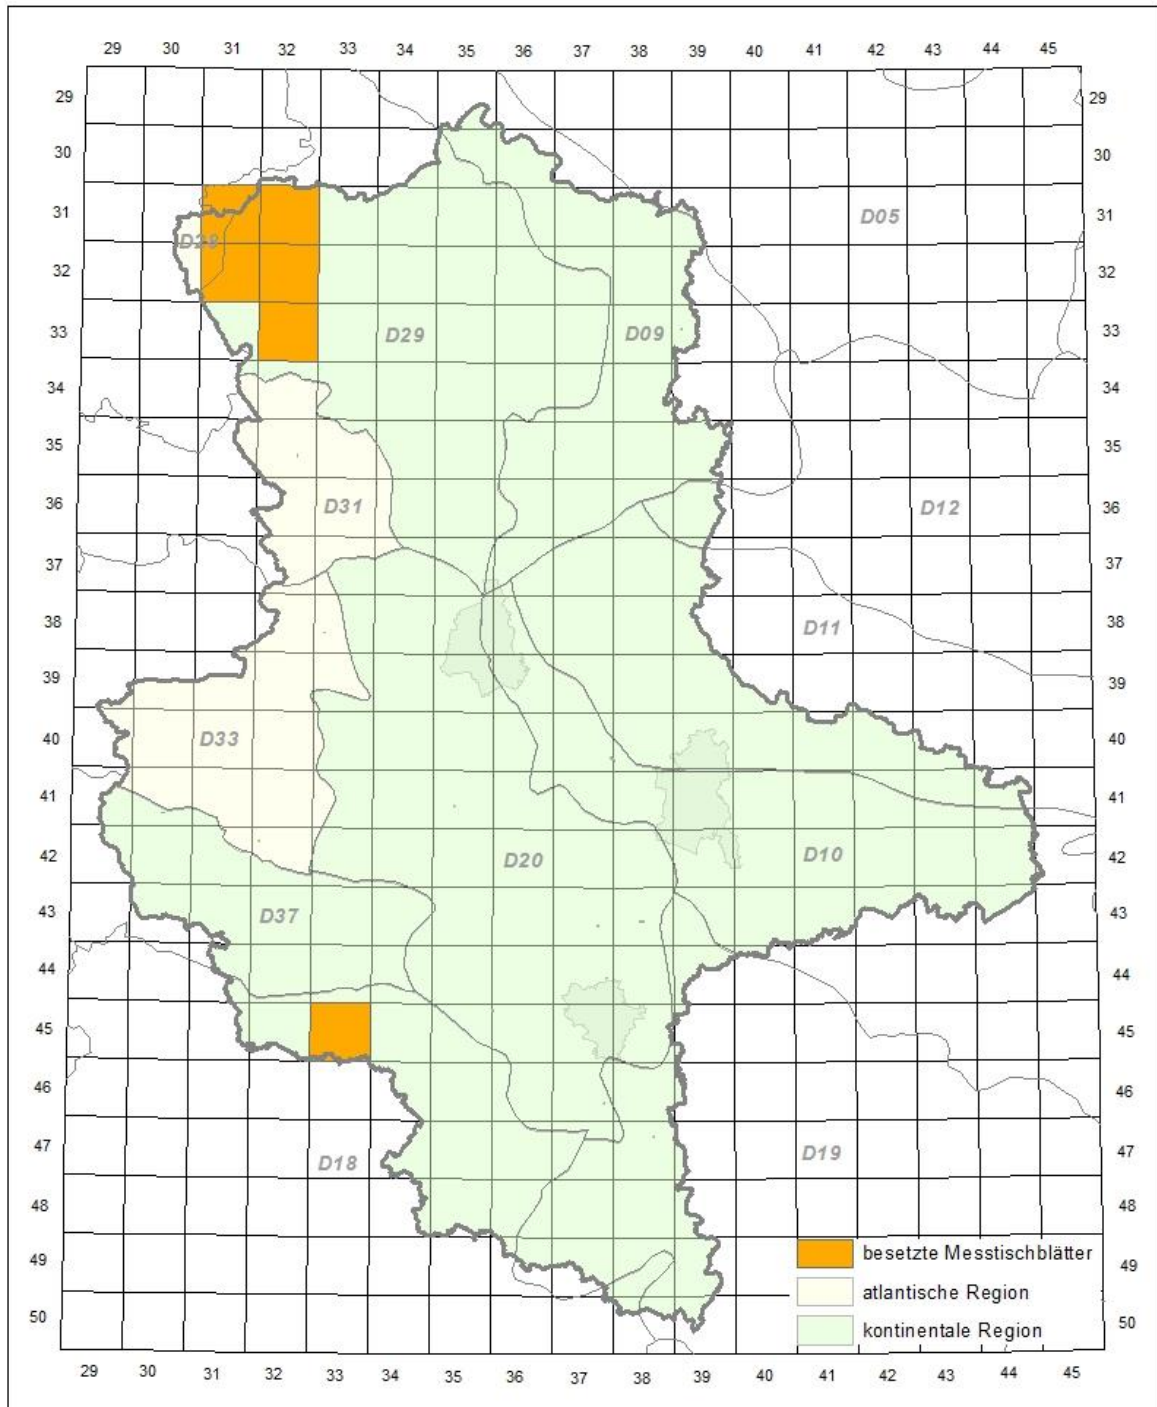 29 30 31 32 33 34 35 36 37 38 39 40 41 42 43 44 45
29 29
30 30
31 D05 31
D28
32 32
33 D29 D09 33
34 34
35 35
36 D31 D12 36
37 37
38 D11 38
39 39
40 D33 40
41 41
42 D20 D10 42
43 D37 43
44 44
45 45
46 46
47 D18 D19 47
48 48
besetzte Messtischblätter
49 49
atlantische Region
50 50
kontinentale Region
29 30 31 32 33 34 35 36 37 38 39 40 41 42 43 44 45